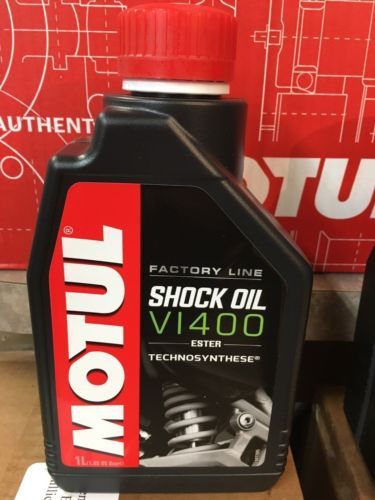 AUTHENT
MOTUL
MOTUL®
FACTORY LINE
SHOCK OIL
VI400
ESTER
TECHNOSYNTHESE®
1L